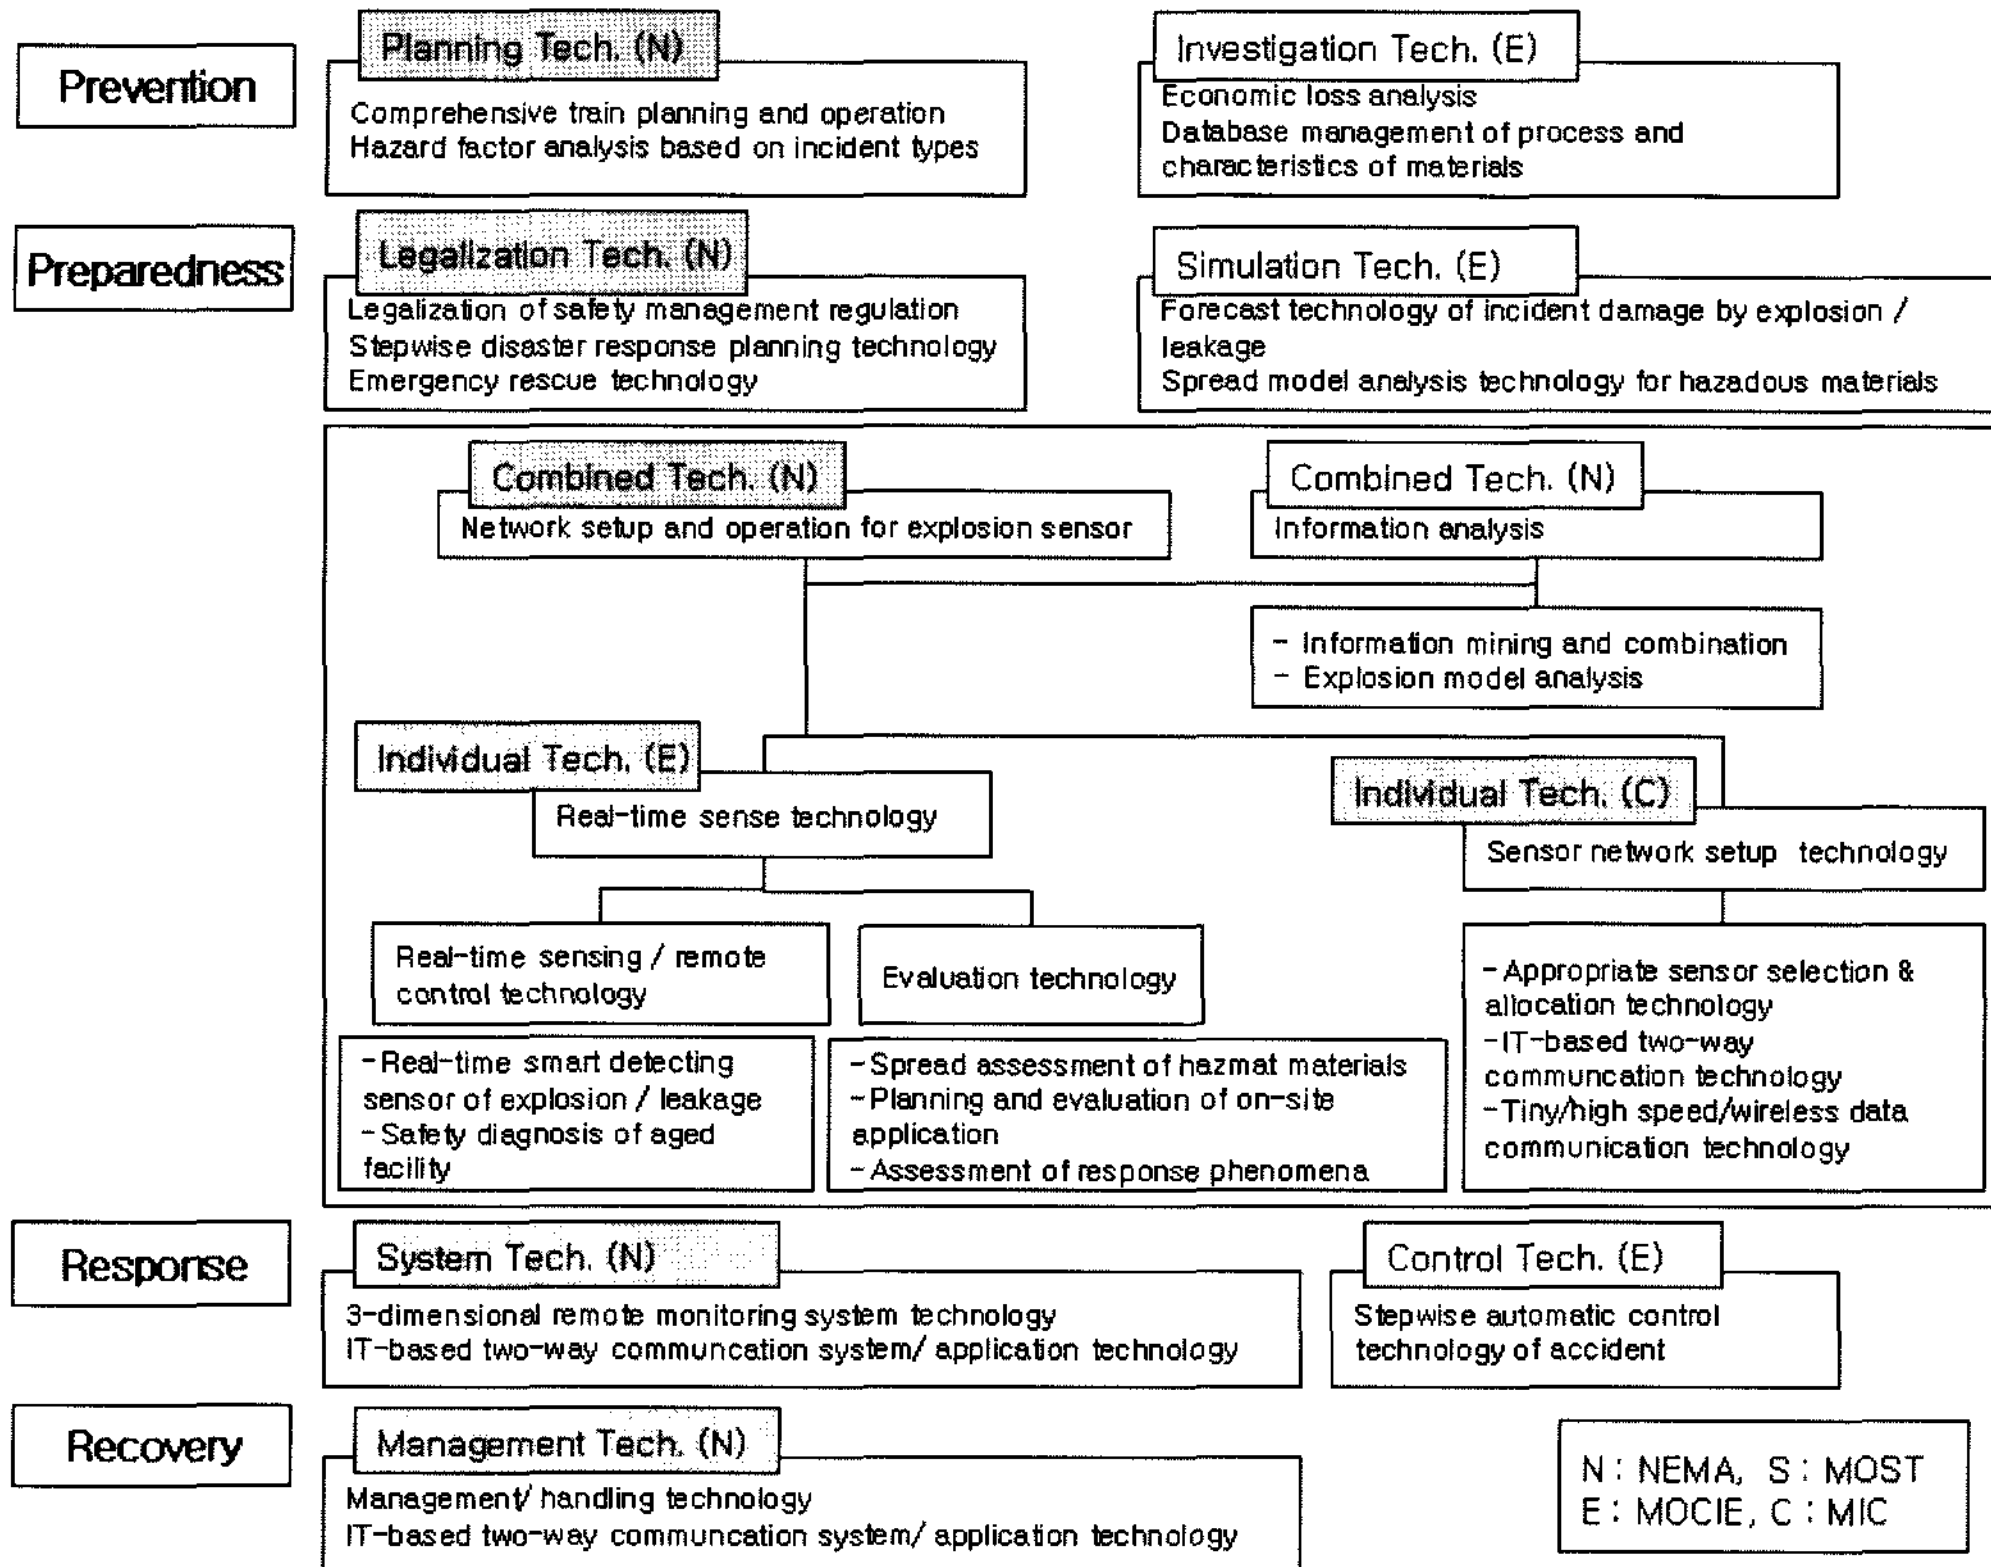 Prevention
Planning Tech. (N)
Comprehensive train planning and operation
Hazard factor analysis based on incident types
Investigation Tech. (E)
Economic loss analysis
Database management of process and
characteristics of materials
Preparedness
Legalization Tech. (N)
Legalization of safety management regulation
Stepwise disaster response planning technology
Emergency rescue technology
Simulation Tech. (E)
Forecast technology of incident damage by explosion /
leakage
Spread model analysis technology for hazadous materials
Combined Tech. (N)
Network setup and operation for explosion sensor
Combined Tech. (N)
Information analysis
- Information mining and combination
- Explosion model analysis
Individual Tech. (E)
Real-time sense technology
Individual Tech. (C)
Sensor network setup technology
Real-time sensing / remote
control technology
Evaluation technology
- Real-time smart detecting
sensor of explosion / leakage
- Safety diagnosis of aged
facility
- Spread assessment of hazmat materials
- Planning and evaluation of on-site
application
- Assessment of response phenomena
- Appropriate sensor selection &
allocation technology
- IT-based two-way
communcation technology
- Tiny/high speed/wireless data
communication technology
Response
System Tech. (N)
3-dimensional remote monitoring system technology
IT-based two-way communcation system/ application technology
Control Tech. (E)
Stepwise automatic control
technology of accident
Recovery
Management Tech. (N)
Management/ handling technology
IT-based two-way communcation system/ application technology
N : NEMA, S : MOST
E : MOCIE, C : MIC